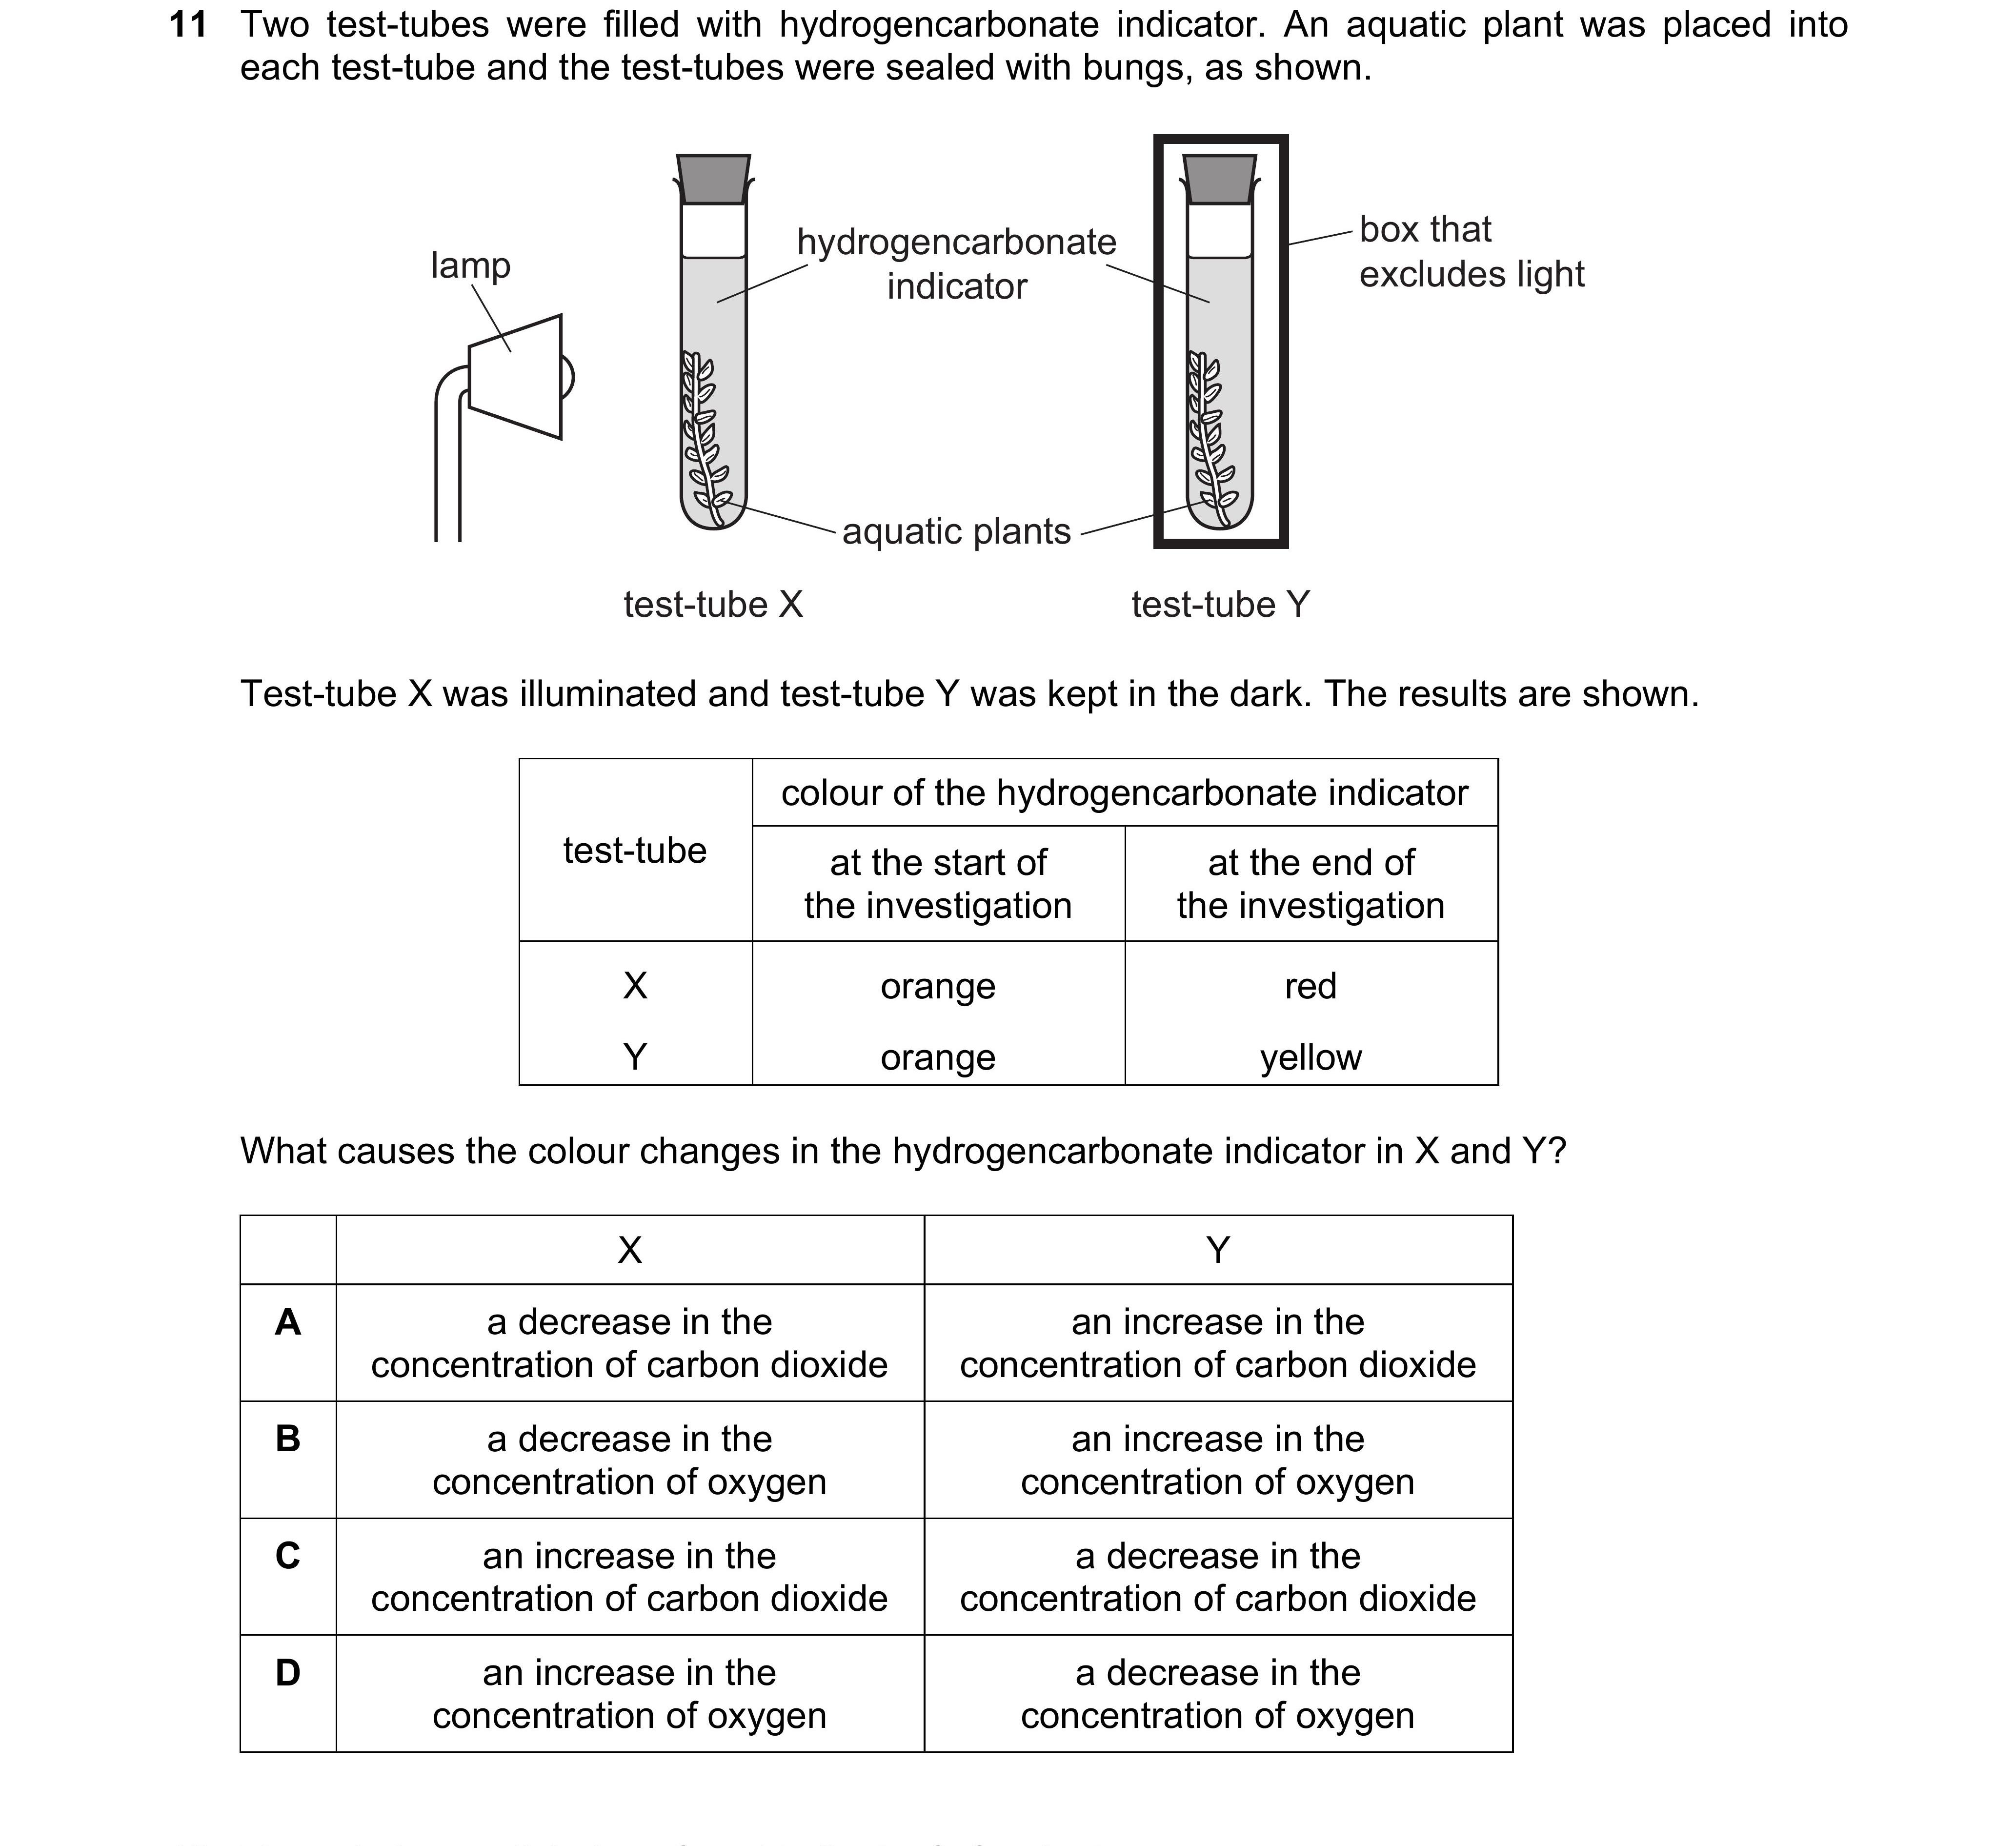 11 Two test-tubes were filled with hydrogencarbonate indicator. An aquatic plant was placed into
each test-tube and the test-tubes were sealed with bungs, as shown.
lamp
hydrogencarbonate
indicator
box that
excludes light
aquatic plants
test-tube X
test-tube Y
Test-tube X was illuminated and test-tube Y was kept in the dark. The results are shown.
test-tube
colour of the hydrogencarbonate indicator
at the start of
the investigation
at the end of
the investigation
X orange red
Y orange yellow
What causes the colour changes in the hydrogencarbonate indicator in X and Y?
X Y
A
a decrease in the
concentration of carbon dioxide
an increase in the
concentration of carbon dioxide
B
a decrease in the
concentration of oxygen
an increase in the
concentration of oxygen
C
an increase in the
concentration of carbon dioxide
a decrease in the
concentration of carbon dioxide
D
an increase in the
concentration of oxygen
a decrease in the
concentration of oxygen